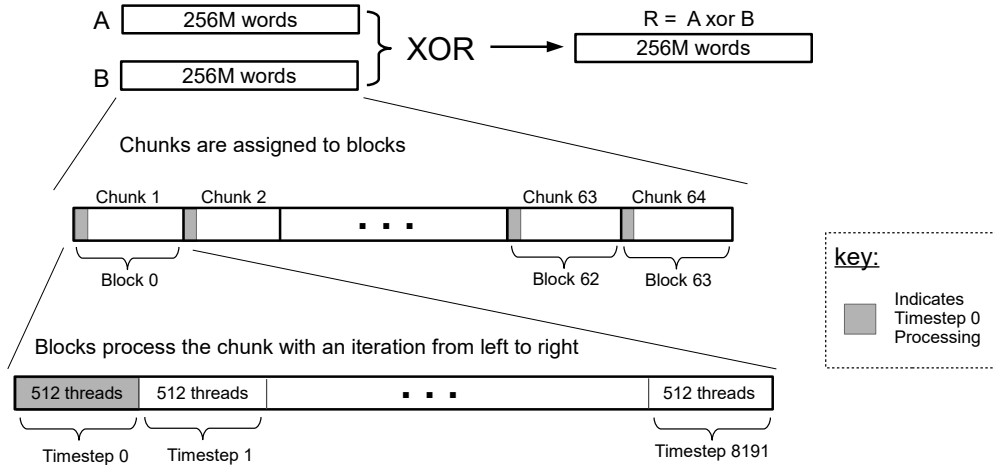 A
256M words
B
256M words
XOR
R = A xor B
256M words
Chunks are assigned to blocks
Chunk 1
Chunk 2
. . .
Chunk 63
Chunk 64
Block 0
Block 62
Block 63
key:
Indicates
Timestep 0
Processing
Blocks process the chunk with an iteration from left to right
512 threads
512 threads
. . .
512 threads
Timestep 0
Timestep 1
Timestep 8191